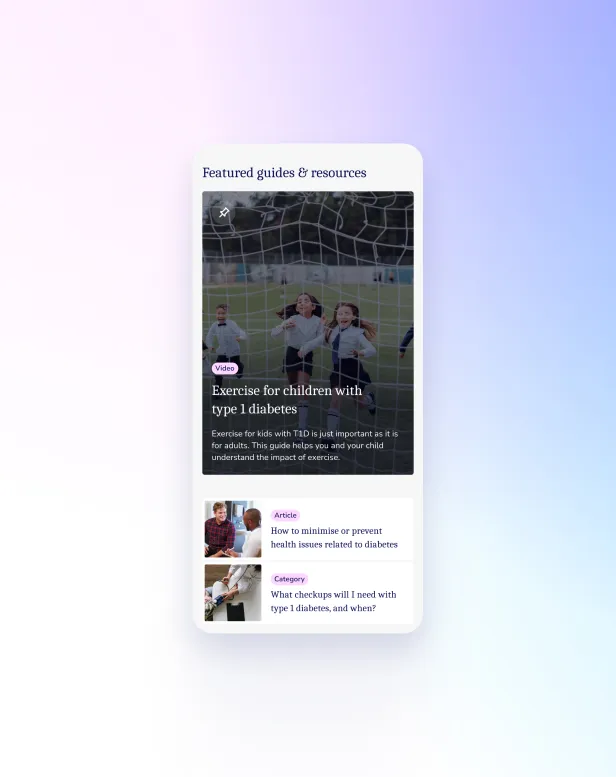 Featured guides & resources
Video
Exercise for children with
type 1 diabetes
Exercise for kids with T1D is just important as it is
for adults. This guide helps you and your child
understand the impact of exercise.
Article
How to minimise or prevent
health issues related to diabetes
Category
What checkups will I need with
type 1 diabetes, and when?